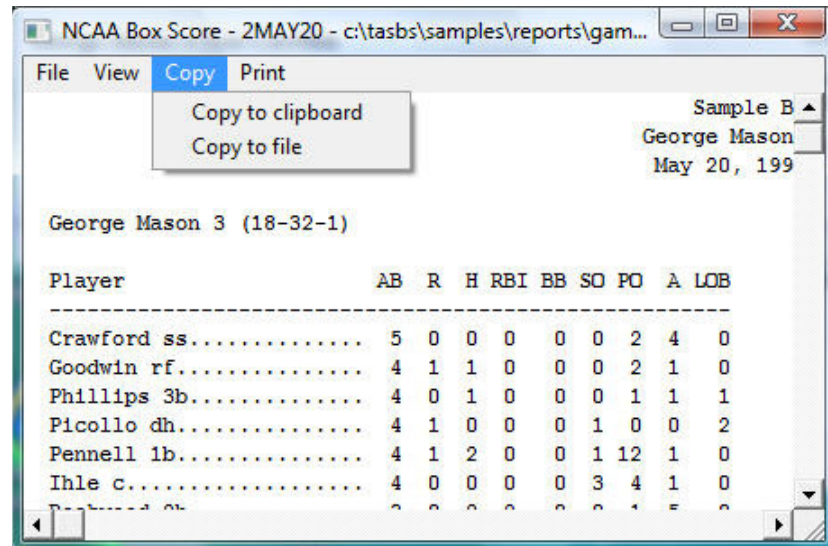 NCAA Box Score - 2MAY20 - c:\tasbs\samples\reports\gam...
File View Copy Print
Copy to clipboard
Copy to file
Sample B
George Mason
May 20, 199
George Mason 3 (18-32-1)
Player AB R H RBI BB SO PO A LOB
--------------------------------------------------
Crawford ss.............. 5 0 0 0 0 0 2 4 0
Goodwin rf............... 4 1 1 0 0 0 2 1 0
Phillips 3b.............. 4 0 1 0 0 0 1 1 1
Picollo dh............... 4 1 0 0 0 1 0 0 2
Pennell 1b............... 4 1 2 0 0 1 12 1 0
Ihle c................... 4 0 0 0 0 3 4 1 0